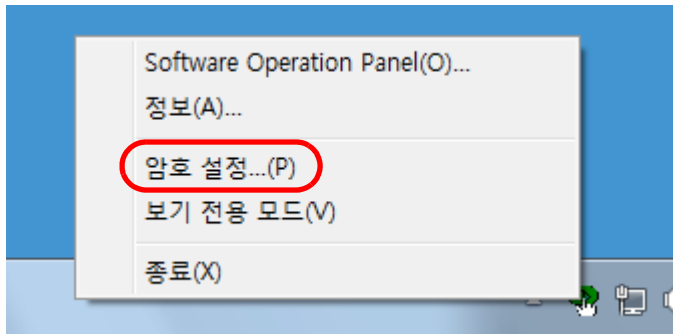 Software Operation Panel(O)...
정보(A)...
암호 설정...(P)
보기 전용 모드(V)
종료(X)